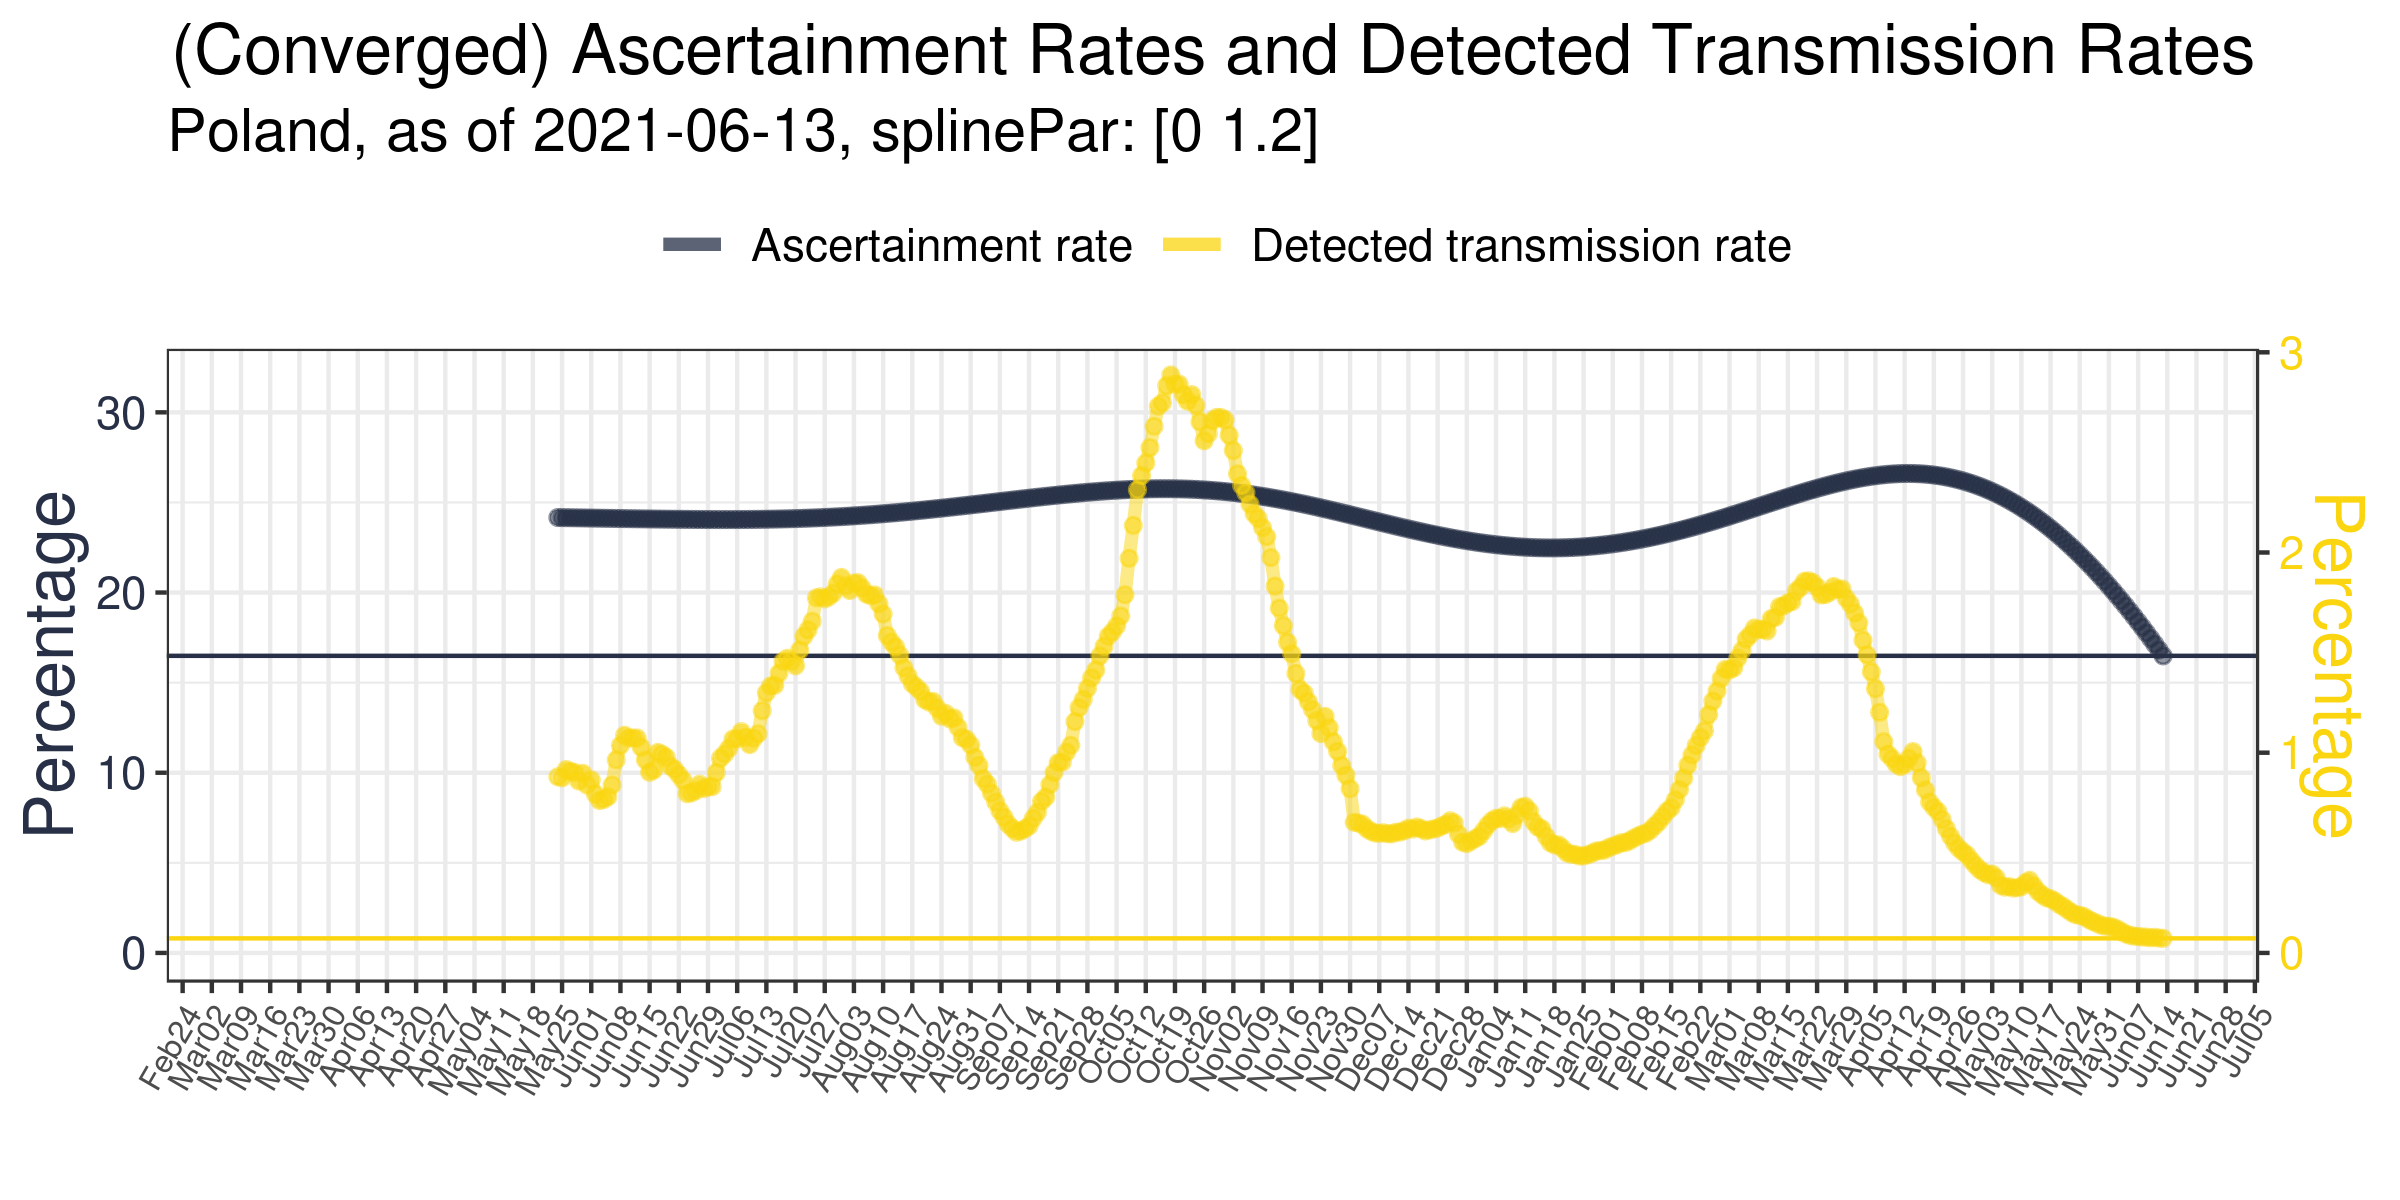 (Converged) Ascertainment Rates and Detected Transmission Rates
Poland, as of 2021-06-13, splinePar: [0 1.2]
Ascertainment rate
Detected transmission rate
Percentage
30
20
10
0
3
2
1
0
Percentage
Feb24
Mar02
Mar09
Mar16
Mar23
Mar30
Apr06
Apr13
Apr20
Apr27
May04
May11
May18
May25
Jun01
Jun08
Jun15
Jun22
Jun29
Jul06
Jul13
Jul20
Jul27
Aug03
Aug10
Aug17
Aug24
Aug31
Sep07
Sep14
Sep21
Sep28
Oct05
Oct12
Oct19
Oct26
Nov02
Nov09
Nov16
Nov23
Nov30
Dec07
Dec14
Dec21
Dec28
Jan04
Jan11
Jan18
Jan25
Feb01
Feb08
Feb15
Feb22
Mar01
Mar08
Mar15
Mar22
Mar29
Apr05
Apr12
Apr19
Apr26
May03
May10
May17
May24
May31
Jun07
Jun14
Jun21
Jun28
Jul05